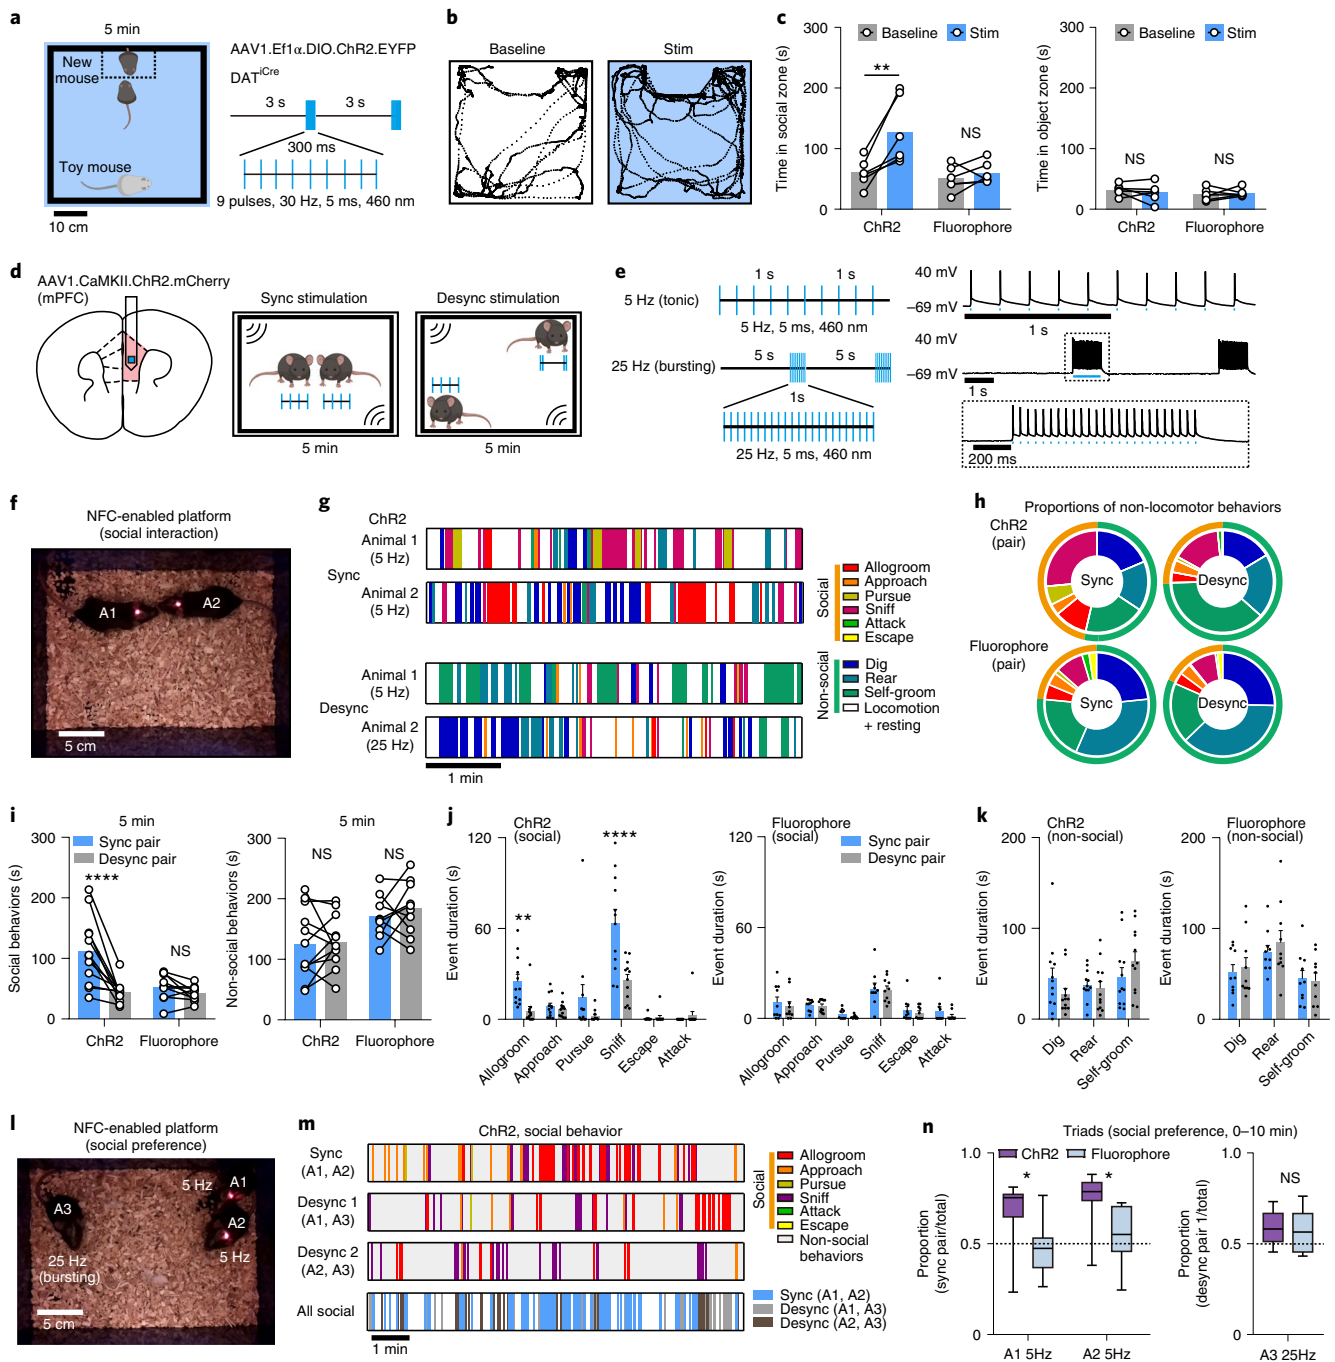 a
5 min
New
mouse
Toy mouse
10 cm
AAV1.Ef1α.DIO.ChR2.EYFP
DAT^iCre
3 s 3 s
300 ms
9 pulses, 30 Hz, 5 ms, 460 nm
b
Baseline Stim
c
Baseline Stim
Time in social zone (s)
300
200
100
0
**
NS
ChR2 Fluorophore
Baseline Stim
Time in object zone (s)
300
200
100
0
NS NS
ChR2 Fluorophore
d
AAV1.CaMKII.ChR2.mCherry
(mPFC)
Sync stimulation
5 min
Desync stimulation
5 min
e
1 s 1 s
5 Hz (tonic)
5 Hz, 5 ms, 460 nm
5 s 5 s
25 Hz (bursting)
1s
25 Hz, 5 ms, 460 nm
40 mV
–69 mV
1 s
40 mV
–69 mV
1 s
200 ms
f
NFC-enabled platform
(social interaction)
A1 A2
5 cm
g
ChR2
Animal 1
(5 Hz)
Sync
Animal 2
(5 Hz)
Animal 1
(5 Hz)
Desync
Animal 2
(25 Hz)
1 min
Social
Allogroom
Approach
Pursue
Sniff
Attack
Escape
Non-social
Dig
Rear
Self-groom
Locomotion
+ resting
h
Proportions of non-locomotor behaviors
ChR2
(pair)
Sync Desync
Fluorophore
(pair)
Sync Desync
i
5 min
Social behaviors (s)
300
200
100
0
Sync pair
Desync pair
****
NS
ChR2 Fluorophore
5 min
Non-social behaviors (s)
300
200
100
0
NS NS
ChR2 Fluorophore
j
ChR2
(social)
Event duration (s)
120
60
0
**
****
Allogroom
Approach
Pursue
Sniff
Escape
Attack
Fluorophore
(social)
Sync pair
Desync pair
Event duration (s)
120
60
0
Allogroom
Approach
Pursue
Sniff
Escape
Attack
k
ChR2
(non-social)
Event duration (s)
200
100
0
Dig
Rear
Self-groom
Fluorophore
(non-social)
Event duration (s)
200
100
0
Dig
Rear
Self-groom
l
NFC-enabled platform
(social preference)
A3
25 Hz
(bursting)
A1
5 Hz
A2
5 Hz
5 cm
m
ChR2, social behavior
Sync
(A1, A2)
Desync 1
(A1, A3)
Desync 2
(A2, A3)
All social
1 min
Social
Allogroom
Approach
Pursue
Sniff
Attack
Escape
Non-social
behaviors
Sync (A1, A2)
Desync (A1, A3)
Desync (A2, A3)
n
Triads (social preference, 0–10 min)
ChR2 Fluorophore
Proportion
(sync pair/total)
1.0
0.5
0
* *
A1 5Hz A2 5Hz
Proportion
(desync pair 1/total)
1.0
0.5
0
NS
A3 25Hz